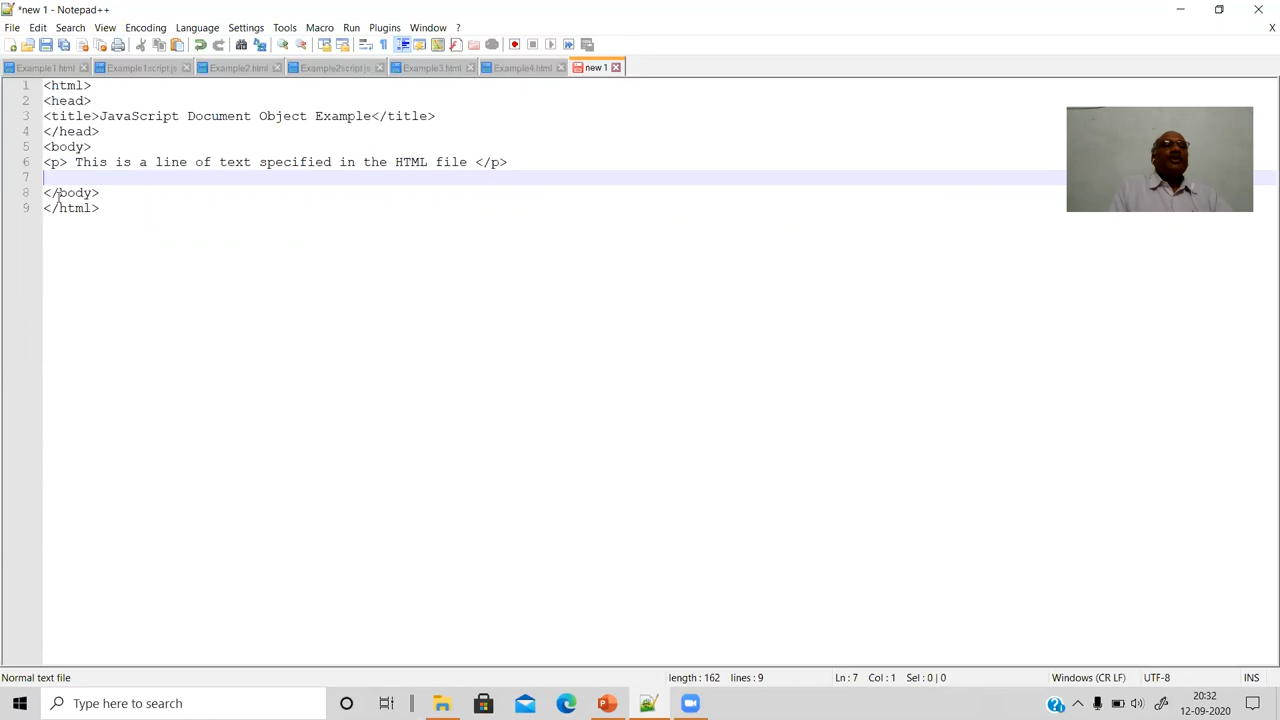 *new 1 - Notepad++
File Edit Search View Encoding Language Settings Tools Macro Run Plugins Window ? X
Example1.html Example1script.js Example2.html Example2script.js Example3.html Example4.html new 1
1 <html>
2 <head>
3 <title>JavaScript Document Object Example</title>
4 </head>
5 <body>
6 <p> This is a line of text specified in the HTML file </p>
7
8 </body>
9 </html>
Normal text file length : 162 lines : 9 Ln : 7 Col : 1 Sel : 0 | 0 Windows (CR LF) UTF-8 INS
Type here to search
20:32
12-09-2020